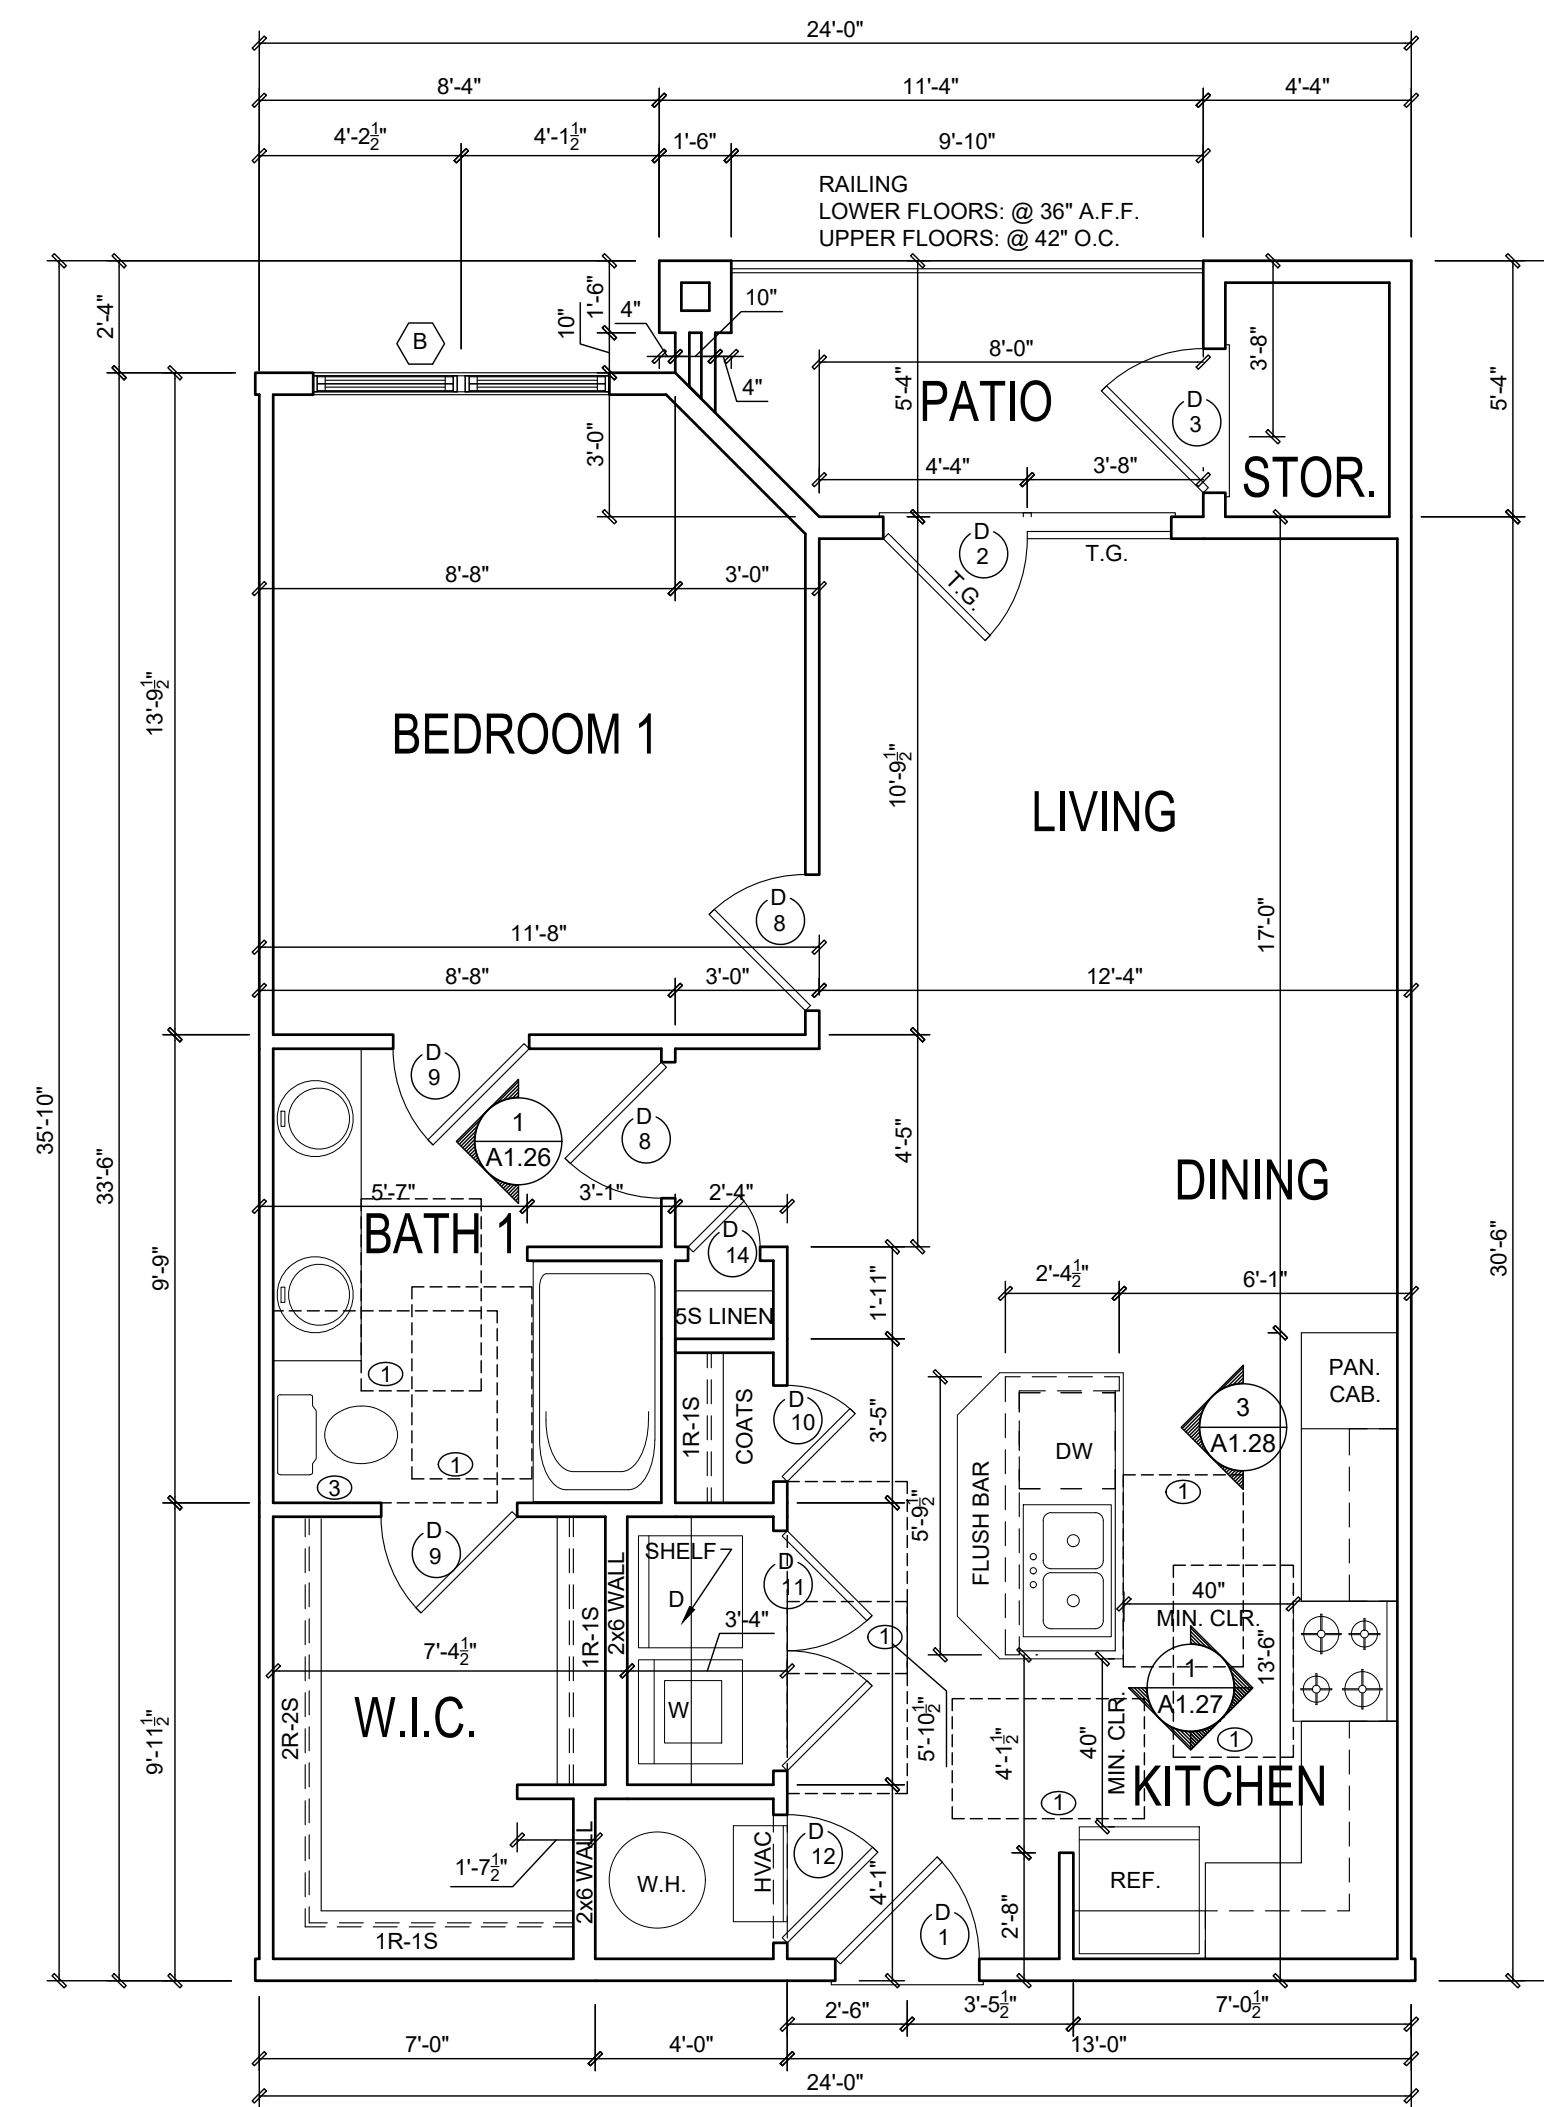 24'-0"
8'-4"
11'-4"
4'-4"
4'-2½"
4'-1½"
1'-6"
9'-10"
RAILING
LOWER FLOORS: @ 36" A.F.F.
UPPER FLOORS: @ 42" O.C.
2'-4"
10"
1'-6"
4"
10"
4"
B
8'-0"
3'-8"
5'-4"
PATIO
D
3
5'-4"
3'-0"
4'-4"
3'-8"
STOR.
D
2
T.G.
T.G.
8'-8"
3'-0"
13'-9½"
BEDROOM 1
10'-9½"
LIVING
D
8
11'-8"
17'-0"
8'-8"
3'-0"
12'-4"
35'-10"
33'-6"
D
9
1
A1.26
D
8
4'-5"
DINING
5'-7"
3'-1"
2'-4"
BATH 1
D
14
30'-6"
9'-9"
2'-4½"
6'-1"
1'-11"
5S LINEN
1
PAN.
CAB.
1R-1S
COATS
D
10
3'-5"
DW
3
A1.28
1
3
1
FLUSH BAR
5'-9½"
D
9
SHELF
D
D
11
40"
MIN. CLR.
1R-1S
2x6 WALL
3'-4"
1
7'-4½"
13'-6"
2R-2S
W.I.C.
W
1
A1.27
1
9'-11½"
5'-10½"
4'-1½"
40"
MIN. CLR.
KITCHEN
1
1'-7½"
2x6 WALL
W.H.
HVAC
D
12
4'-1"
REF.
D
1
2'-8"
1R-1S
2'-6"
3'-5½"
7'-0½"
7'-0"
4'-0"
13'-0"
24'-0"